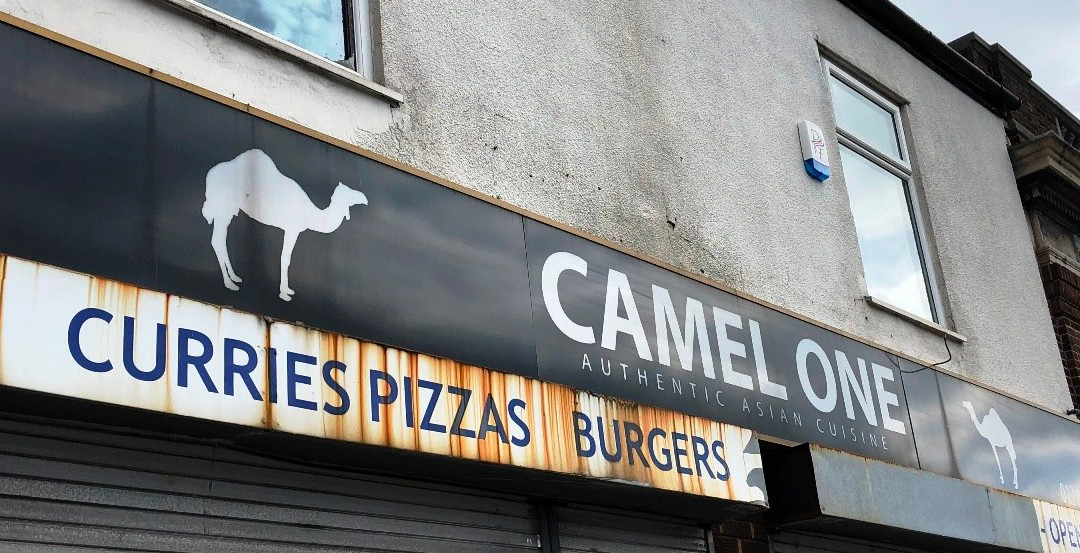 CAMEL ONE
AUTHENTIC ASIAN CUISINE
CURRIES PIZZAS BURGERS